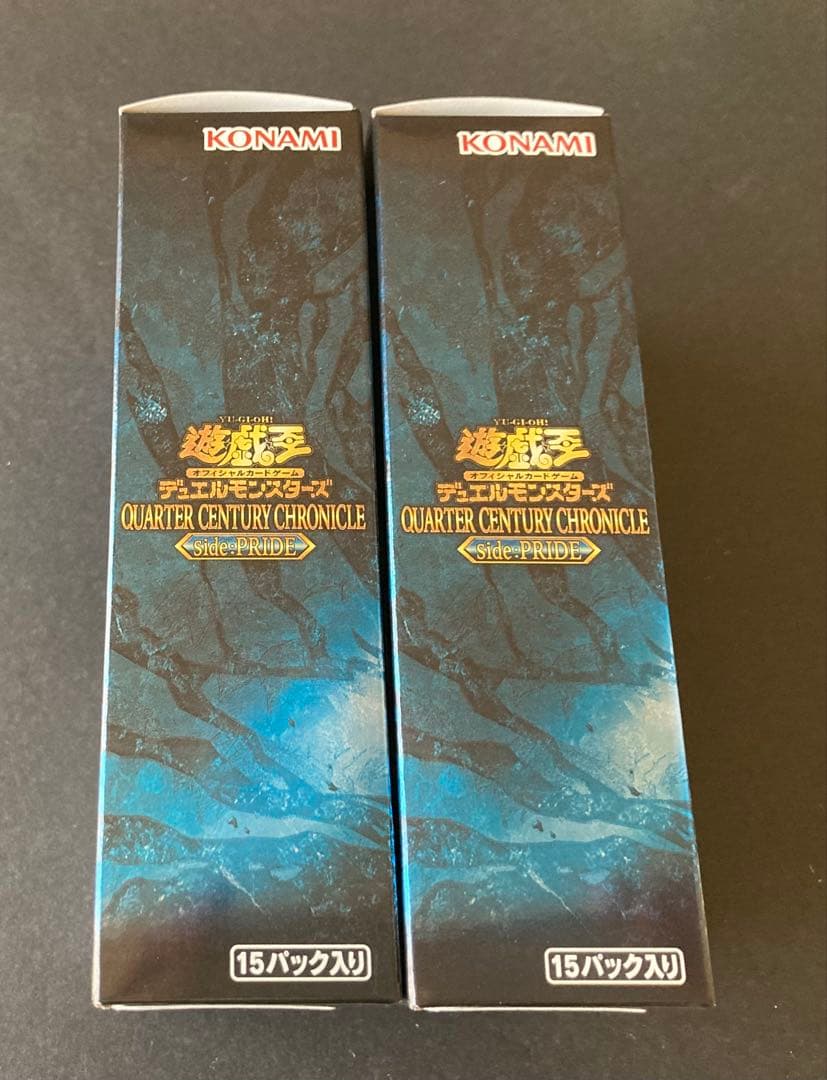 KONAMI
YU-GI-OH!
遊戯王
オフィシャルカードゲーム
デュエルモンスターズ
QUARTER CENTURY CHRONICLE
side:PRIDE
15パック入り
KONAMI
YU-GI-OH!
遊戯王
オフィシャルカードゲーム
デュエルモンスターズ
QUARTER CENTURY CHRONICLE
side:PRIDE
15パック入り